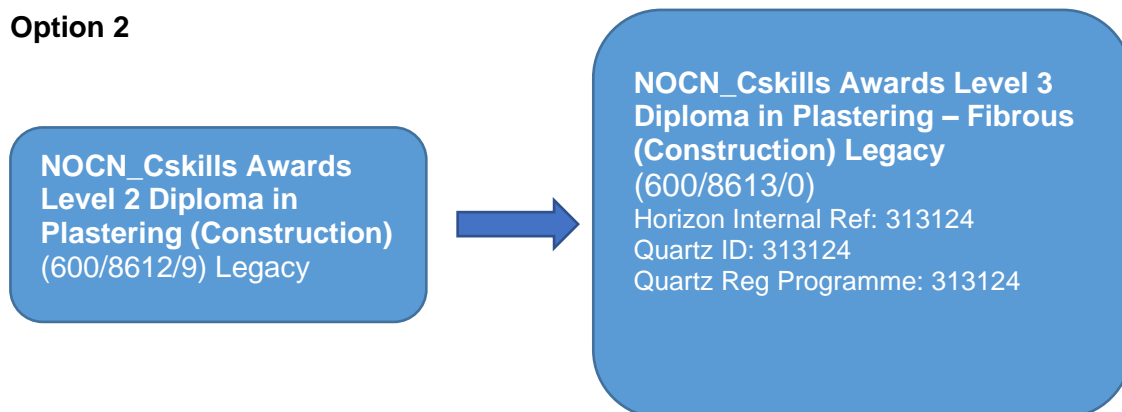 Option 2
NOCN_Cskills Awards
Level 2 Diploma in
Plastering (Construction)
(600/8612/9) Legacy
NOCN_Cskills Awards Level 3
Diploma in Plastering – Fibrous
(Construction) Legacy
(600/8613/0)
Horizon Internal Ref: 313124
Quartz ID: 313124
Quartz Reg Programme: 313124